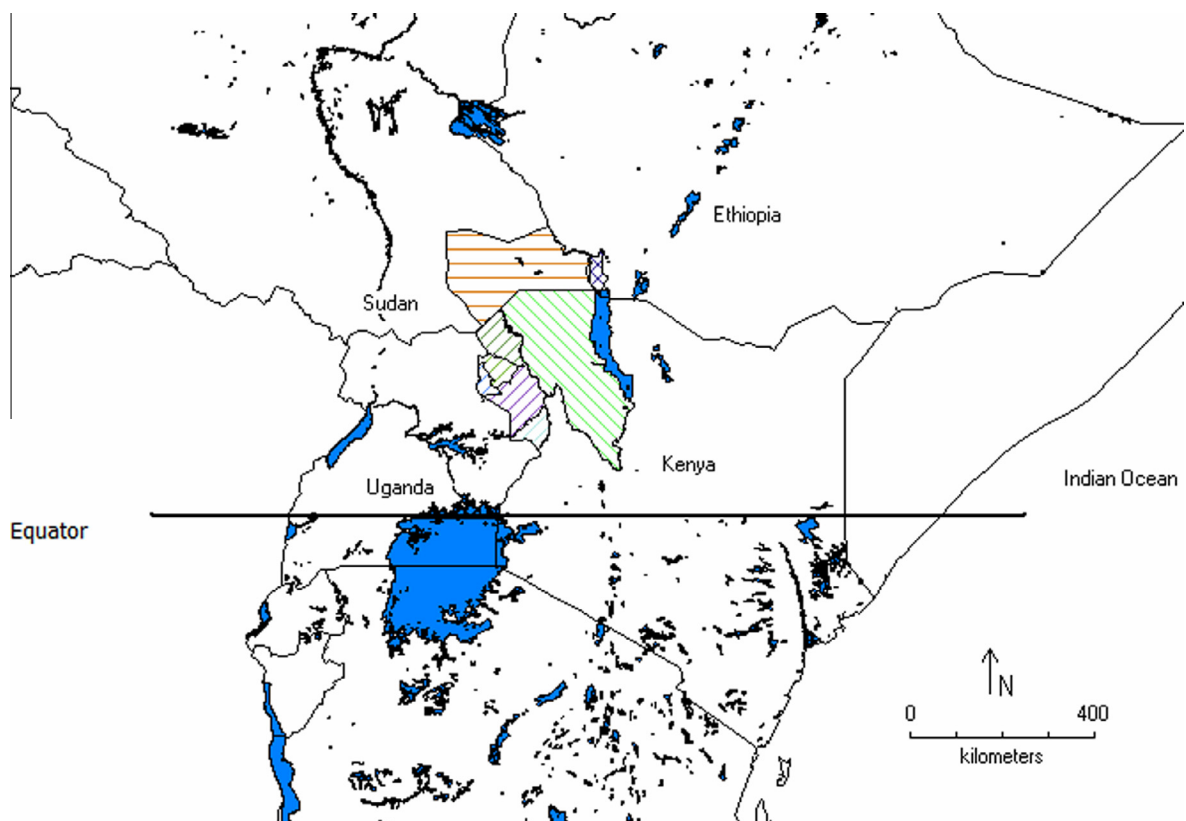 Ethiopia
Sudan
Kenya
Uganda
Indian Ocean
Equator
N
0 400
kilometers